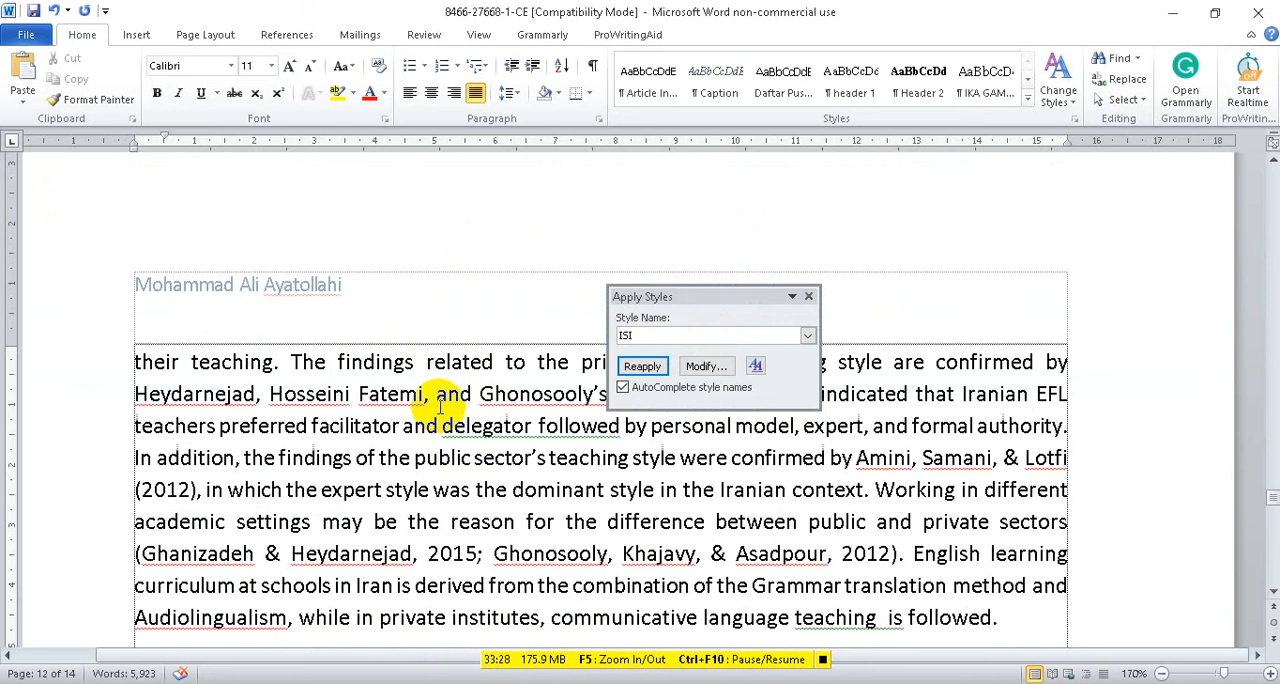 8466-27668-1-CE [Compatibility Mode] - Microsoft Word non-commercial use
File Home Insert Page Layout References Mailings Review View Grammarly ProWritingAid
Paste
Cut
Copy
Format Painter
Clipboard
Calibri 11
Font
Paragraph
AaBbCcDdE AaBbCcDd AaBbCcDdE AaBbCcDc AaBbCcDd AaBbCcD
¶ Article In... ¶ Caption Daftar Pus... ¶ header 1 ¶ Header 2 ¶ IKA GAM...
Change Styles
Styles
Find
Replace
Select
Editing
Open Grammarly
Grammarly
Start Realtime
ProWriting...
Mohammad Ali Ayatollahi
Apply Styles
Style Name:
ISI
Reapply Modify...
AutoComplete style names
their teaching. The findings related to the pri g style are confirmed by
Heydarnejad, Hosseini Fatemi, and Ghonosooly's indicated that Iranian EFL
teachers preferred facilitator and delegator followed by personal model, expert, and formal authority.
In addition, the findings of the public sector's teaching style were confirmed by Amini, Samani, & Lotfi
(2012), in which the expert style was the dominant style in the Iranian context. Working in different
academic settings may be the reason for the difference between public and private sectors
(Ghanizadeh & Heydarnejad, 2015; Ghonosooly, Khajavy, & Asadpour, 2012). English learning
curriculum at schools in Iran is derived from the combination of the Grammar translation method and
Audiolingualism, while in private institutes, communicative language teaching is followed.
33:28 175.9 MB F5 : Zoom In/Out Ctrl+F10 : Pause/Resume
Page: 12 of 14 Words: 5,923 170%